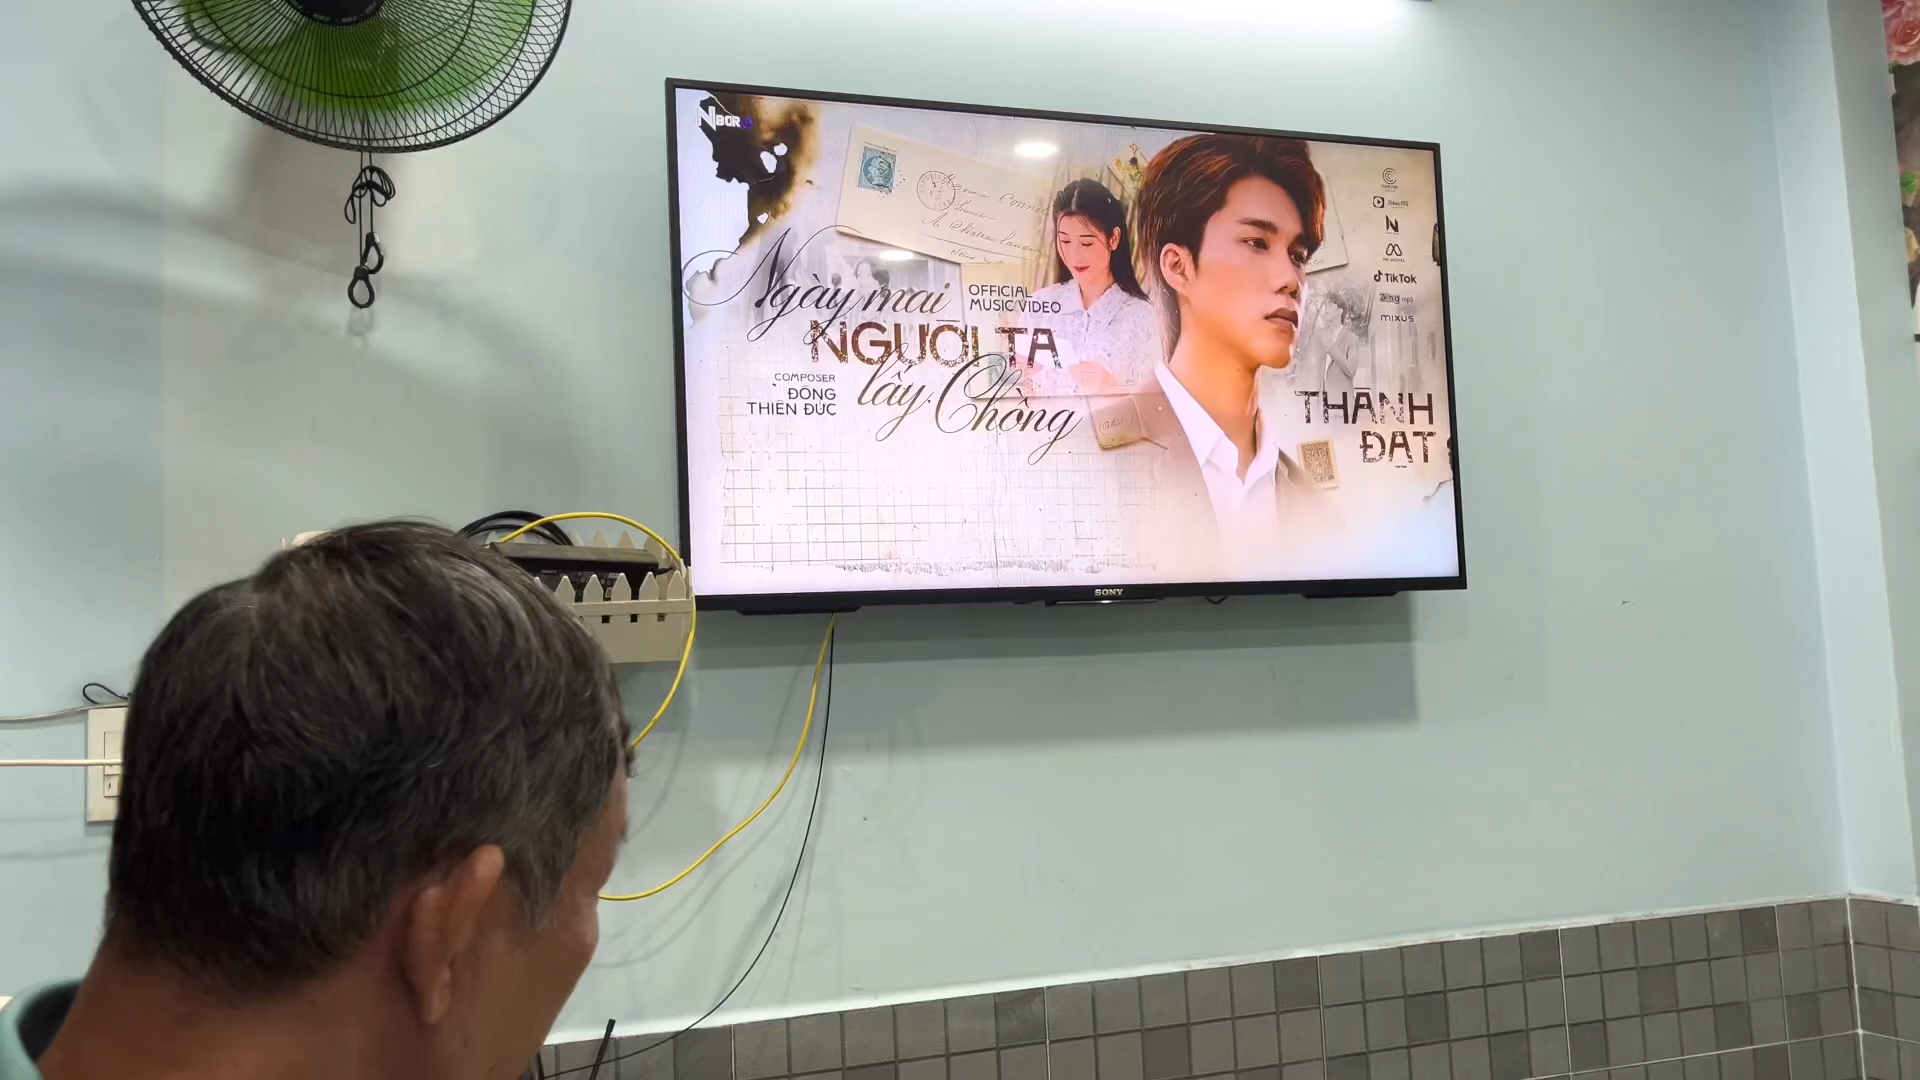 NBOR
Ngày mai
OFFICIAL
MUSIC VIDEO
NGƯỜI TA
lấy Chồng
COMPOSER
ĐÔNG
THIÊN ĐỨC
THÀNH
ĐẠT
TikTok
Zing mp3
MIXUS
SONY